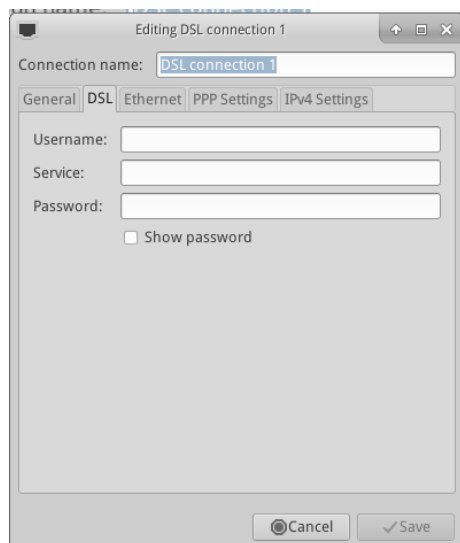 Editing DSL connection 1
Connection name: DSL connection 1
General DSL Ethernet PPP Settings IPv4 Settings
Username:
Service:
Password:
Show password
Cancel Save